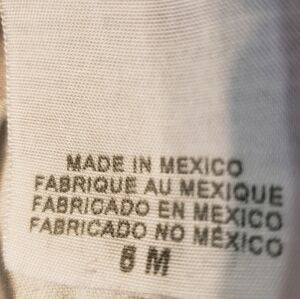 MADE IN MEXICO
FABRIQUE AU MEXIQUE
FABRICADO EN MEXICO
FABRICADO NO MÉXICO
6 M